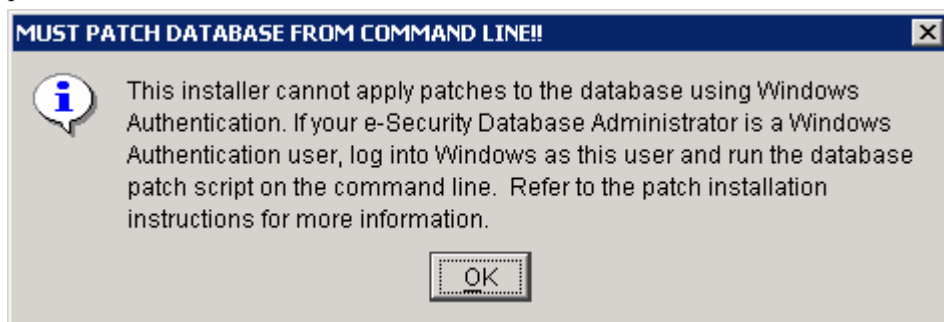 MUST PATCH DATABASE FROM COMMAND LINE!!
This installer cannot apply patches to the database using Windows
Authentication. If your e-Security Database Administrator is a Windows
Authentication user, log into Windows as this user and run the database
patch script on the command line.  Refer to the patch installation
instructions for more information.
OK